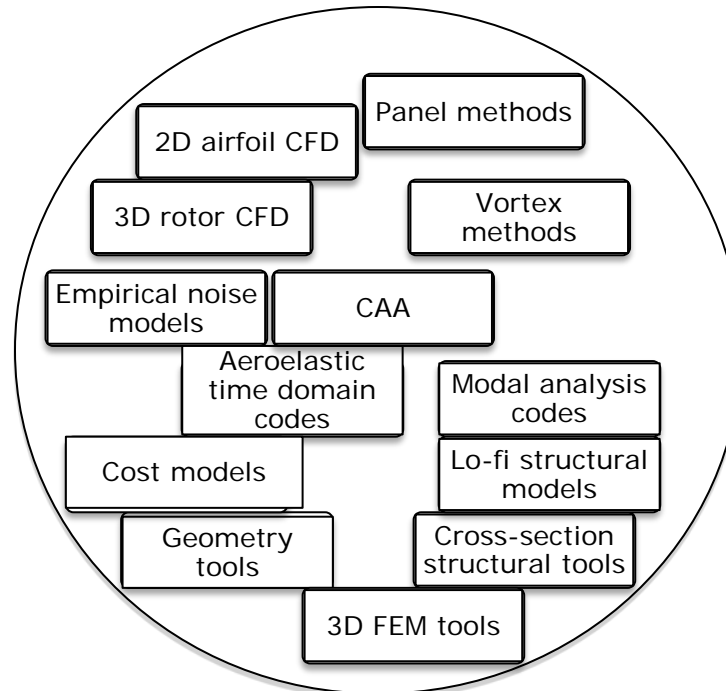 Panel methods
2D airfoil CFD
3D rotor CFD
Vortex
methods
Empirical noise
models
CAA
Aeroelastic
time domain
codes
Modal analysis
codes
Cost models
Lo-fi structural
models
Geometry
tools
Cross-section
structural tools
3D FEM tools